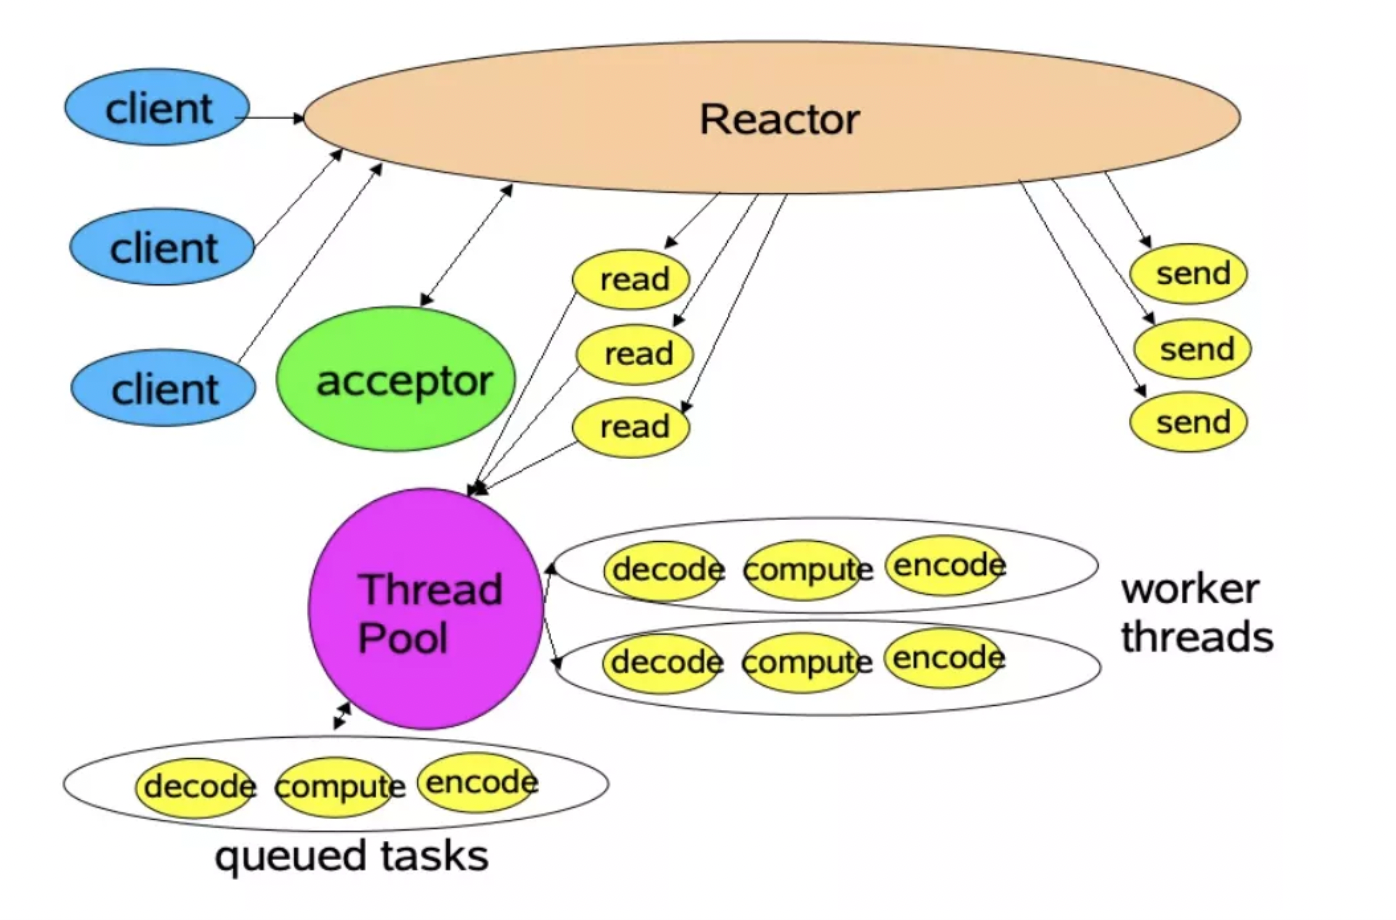 client
Reactor
client
client
acceptor
read
read
read
send
send
send
Thread
Pool
decode compute encode
decode compute encode
worker
threads
decode compute encode
queued tasks